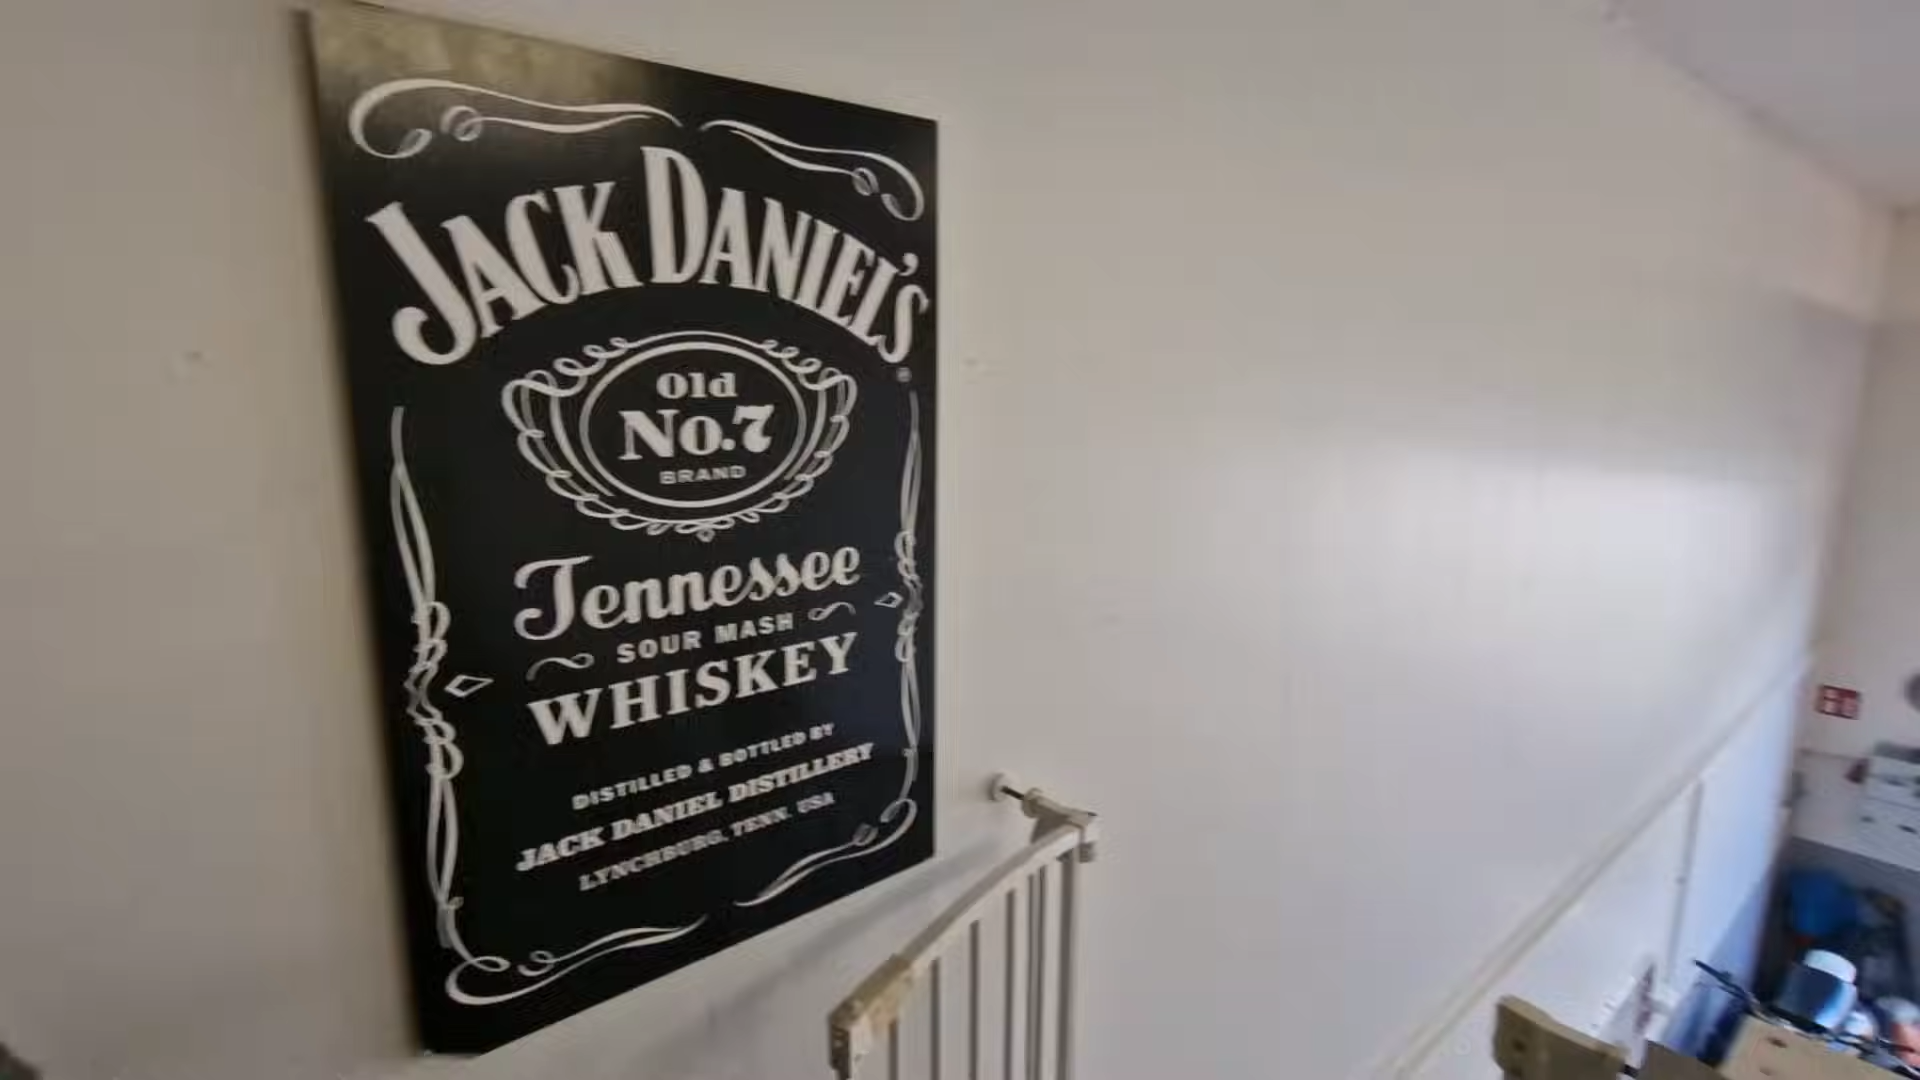 JACK DANIEL'S
Old
No.7
BRAND
Tennessee
SOUR MASH
WHISKEY
DISTILLED & BOTTLED BY
JACK DANIEL DISTILLERY
LYNCHBURG, TENN. USA